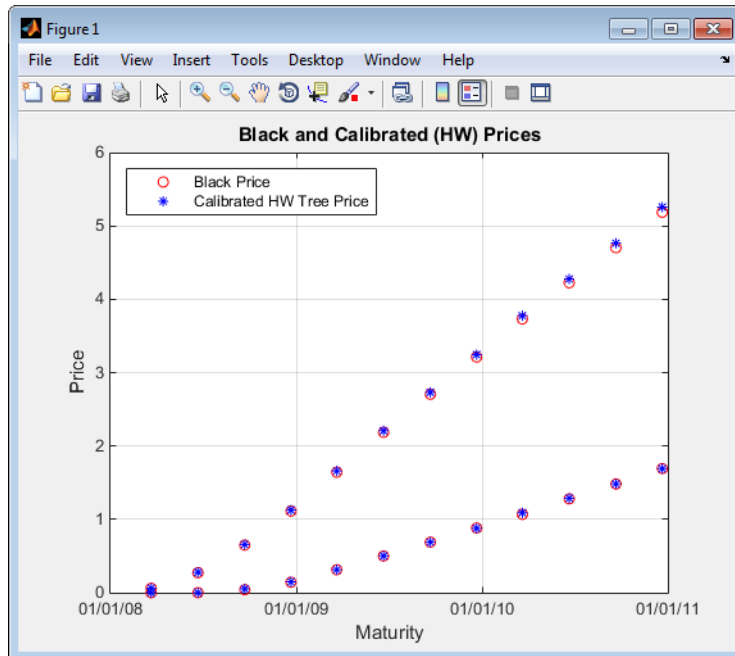 Figure 1
File Edit View Insert Tools Desktop Window Help
Black and Calibrated (HW) Prices
Black Price
Calibrated HW Tree Price
6
5
4
3
2
1
0
Price
01/01/08 01/01/09 01/01/10 01/01/11
Maturity